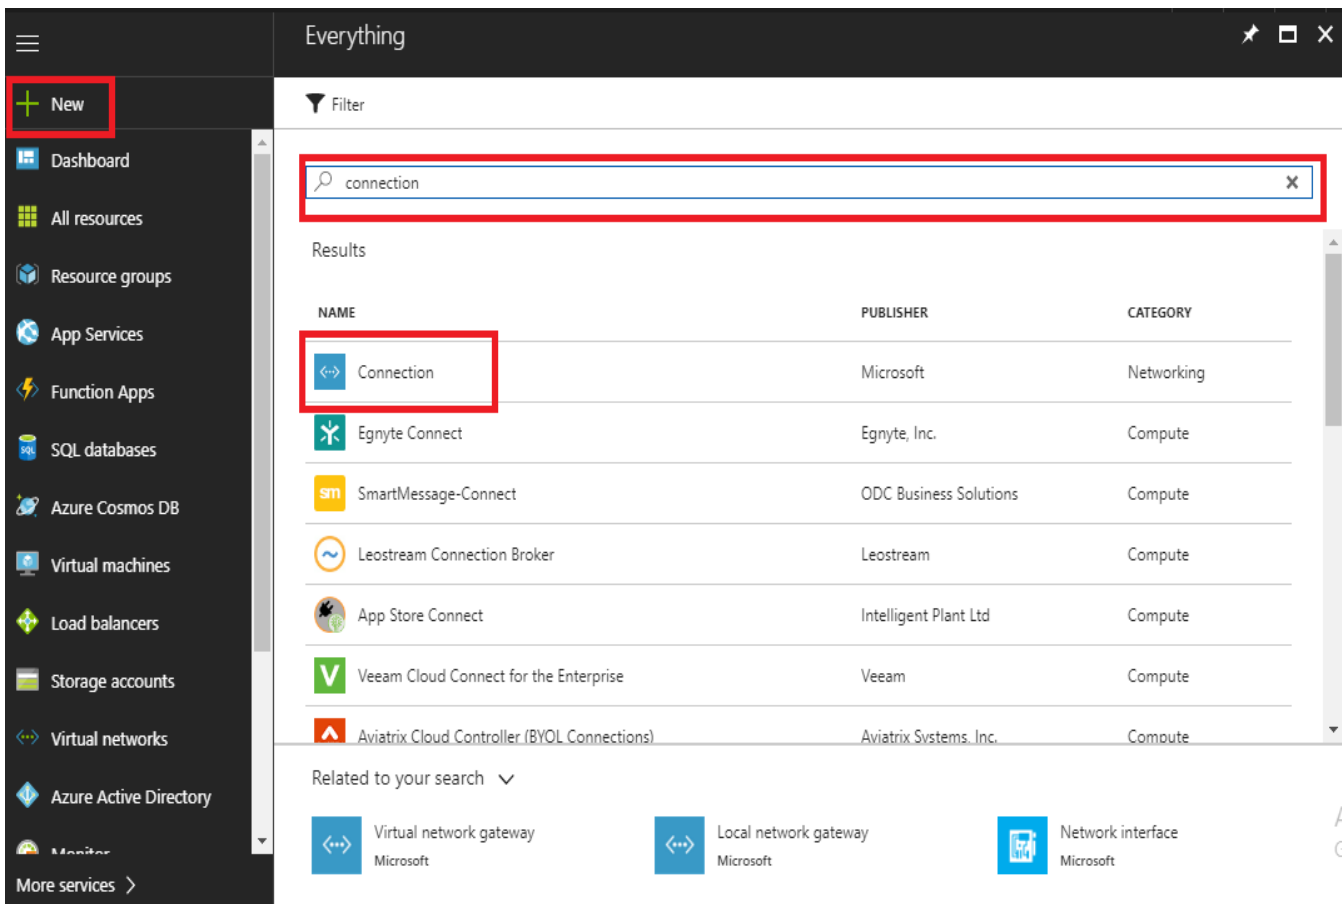 Everything
New
Filter
Dashboard
connection
All resources
Results
Resource groups
NAME PUBLISHER CATEGORY
App Services
Connection Microsoft Networking
Function Apps
Egnyte Connect Egnyte, Inc. Compute
SQL databases
SQL
sm SmartMessage-Connect ODC Business Solutions Compute
Azure Cosmos DB
Leostream Connection Broker Leostream Compute
Virtual machines
App Store Connect Intelligent Plant Ltd Compute
Load balancers
V Veeam Cloud Connect for the Enterprise Veeam Compute
Storage accounts
Aviatrix Cloud Controller (BYOL Connections) Aviatrix Systems, Inc. Compute
Virtual networks
Related to your search
Azure Active Directory
Virtual network gateway
Microsoft
Local network gateway
Microsoft
Network interface
Microsoft
Monitor
More services